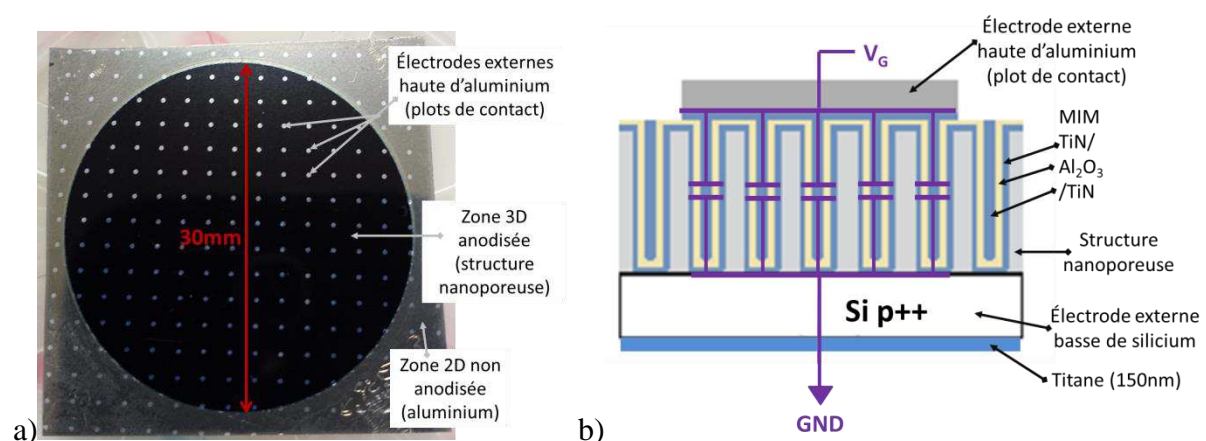 Électrodes externes
haute d'aluminium
(plots de contact)
30mm
Zone 3D
anodisée
(structure
nanoporeuse)
Zone 2D non
anodisée
(aluminium)
a)
Électrode externe
haute d'aluminium
(plot de contact)
V_G
MIM
TiN/
Al₂O₃
/TiN
Structure
nanoporeuse
Si p++
Électrode externe
basse de silicium
Titane (150nm)
GND
b)